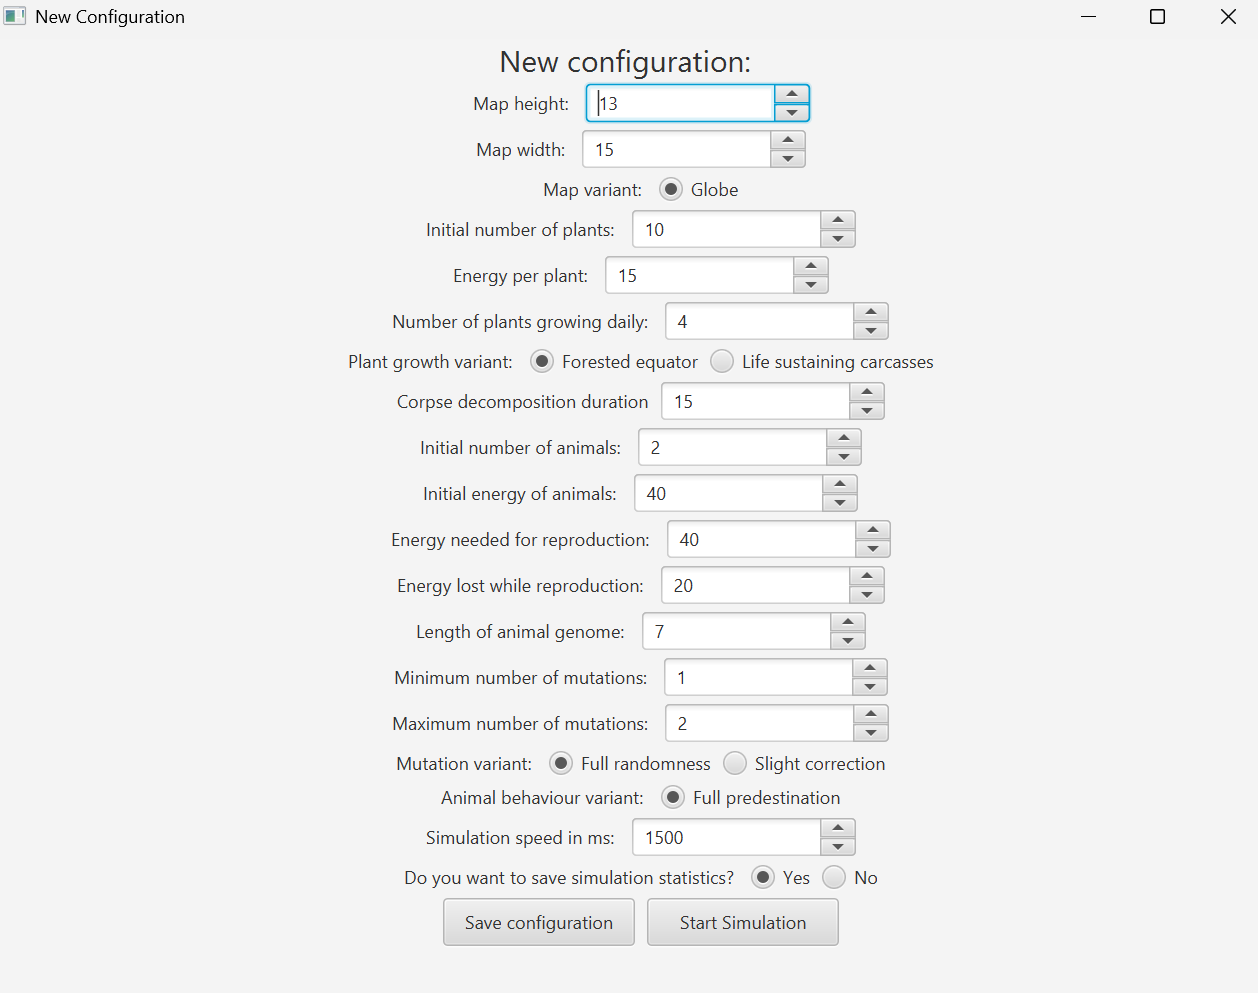 New Configuration
New configuration:
Map height: 13
Map width: 15
Map variant: Globe
Initial number of plants: 10
Energy per plant: 15
Number of plants growing daily: 4
Plant growth variant: Forested equator Life sustaining carcasses
Corpse decomposition duration 15
Initial number of animals: 2
Initial energy of animals: 40
Energy needed for reproduction: 40
Energy lost while reproduction: 20
Length of animal genome: 7
Minimum number of mutations: 1
Maximum number of mutations: 2
Mutation variant: Full randomness Slight correction
Animal behaviour variant: Full predestination
Simulation speed in ms: 1500
Do you want to save simulation statistics? Yes No
Save configuration Start Simulation